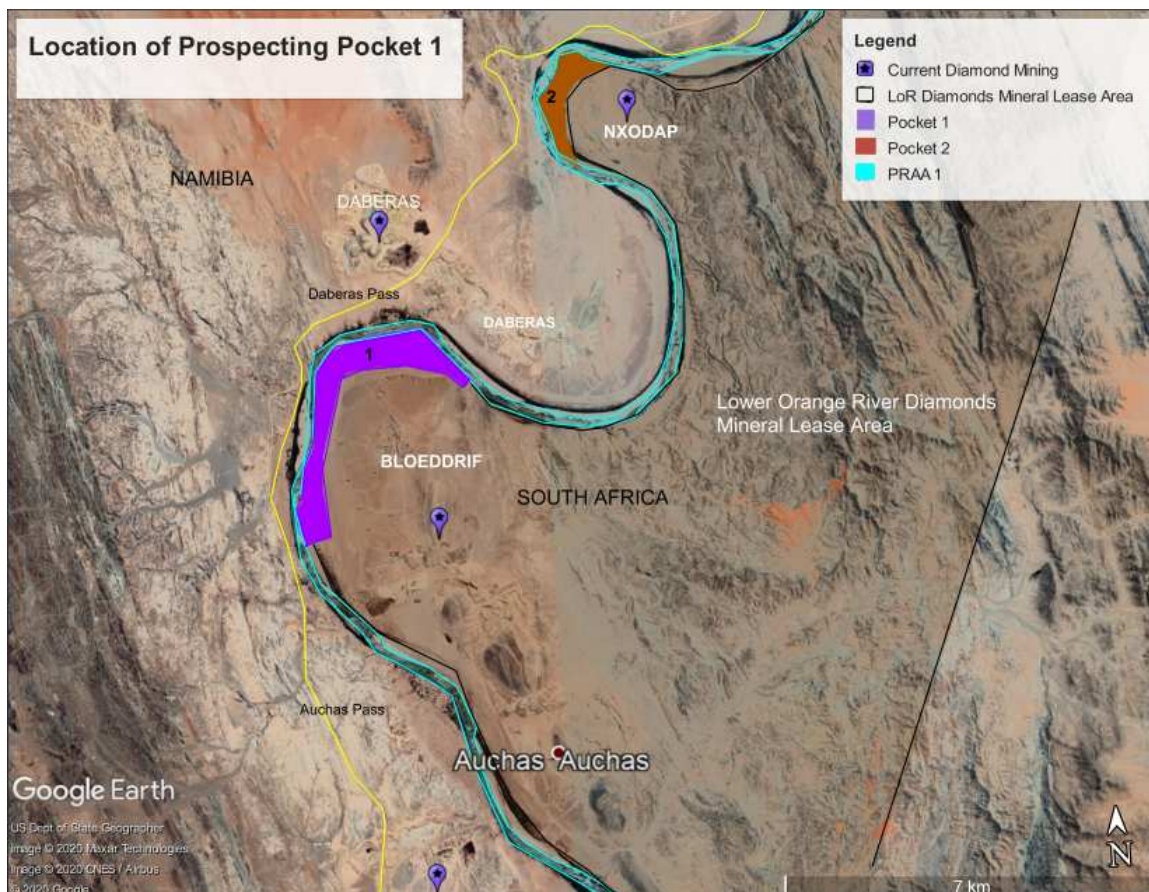 Location of Prospecting Pocket 1
Legend
Current Diamond Mining
LoR Diamonds Mineral Lease Area
Pocket 1
Pocket 2
PRAA 1
2
NXODAP
NAMIBIA
DABERAS
Daberas Pass
DABERAS
1
Lower Orange River Diamonds
Mineral Lease Area
BLOEDDRIF
SOUTH AFRICA
Auchas Pass
Auchas Auchas
Google Earth
US Dept of State Geographer
Image © 2020 Maxar Technologies
Image © 2020 CNES / Airbus
© 2020 Google
N
7 km